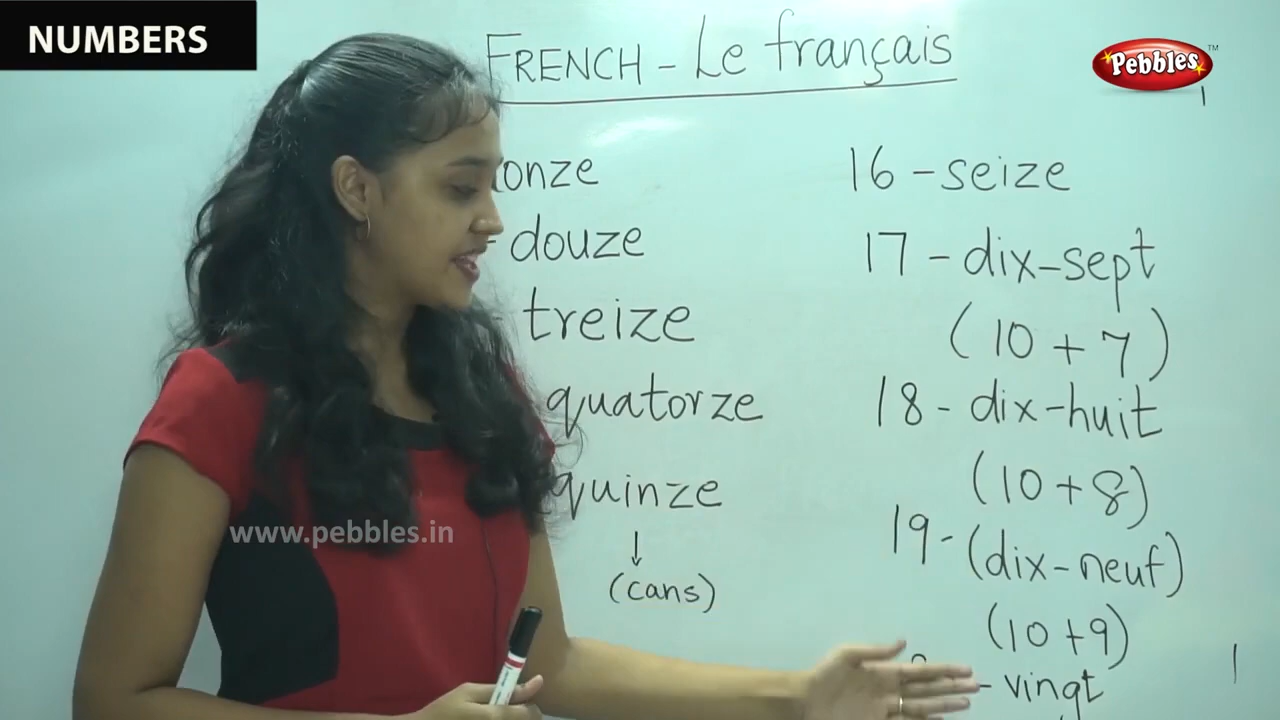 NUMBERS
FRENCH - Le français
Pebbles™
onze
- douze
- treize
quatorze
quinze
↓
(cans)
16 - seize
17 - dix-sept
(10 + 7)
18 - dix-huit
(10 + 8)
19 - (dix-neuf)
(10 + 9)
- vingt
www.pebbles.in